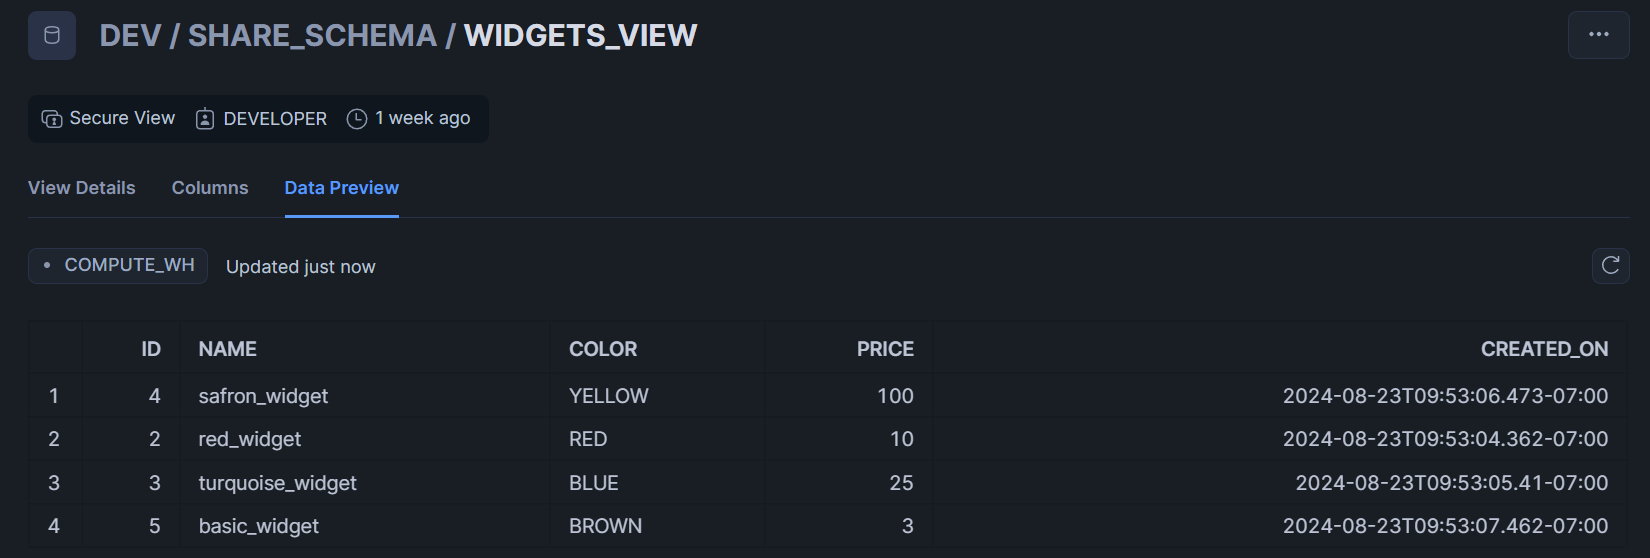 DEV / SHARE_SCHEMA / WIDGETS_VIEW
Secure View DEVELOPER 1 week ago
View Details Columns Data Preview
COMPUTE_WH Updated just now
ID NAME COLOR PRICE CREATED_ON
1 4 safron_widget YELLOW 100 2024-08-23T09:53:06.473-07:00
2 2 red_widget RED 10 2024-08-23T09:53:04.362-07:00
3 3 turquoise_widget BLUE 25 2024-08-23T09:53:05.41-07:00
4 5 basic_widget BROWN 3 2024-08-23T09:53:07.462-07:00